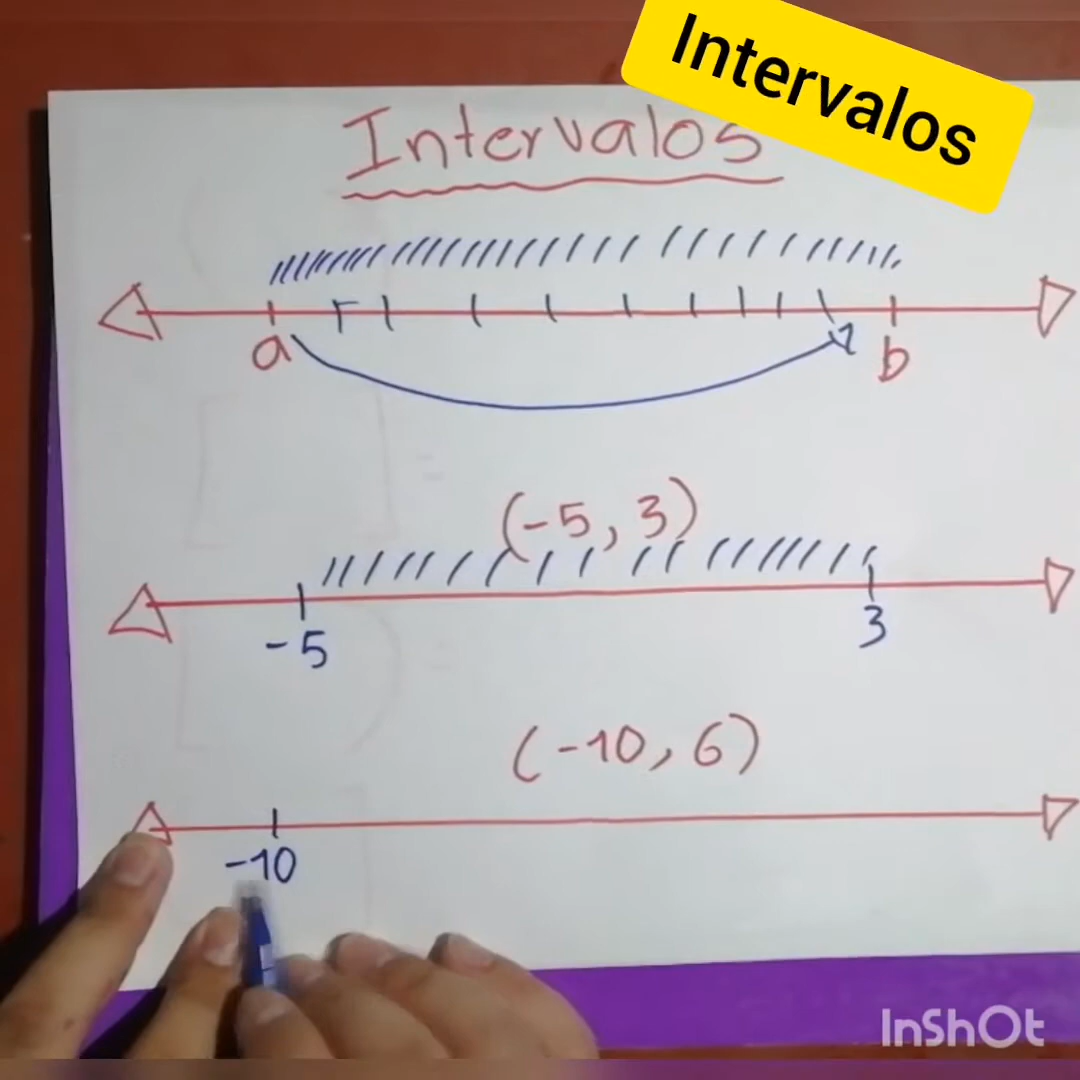 Intervalos
Intervalos
a b
(-5, 3)
-5 3
(-10, 6)
-10
InShOt